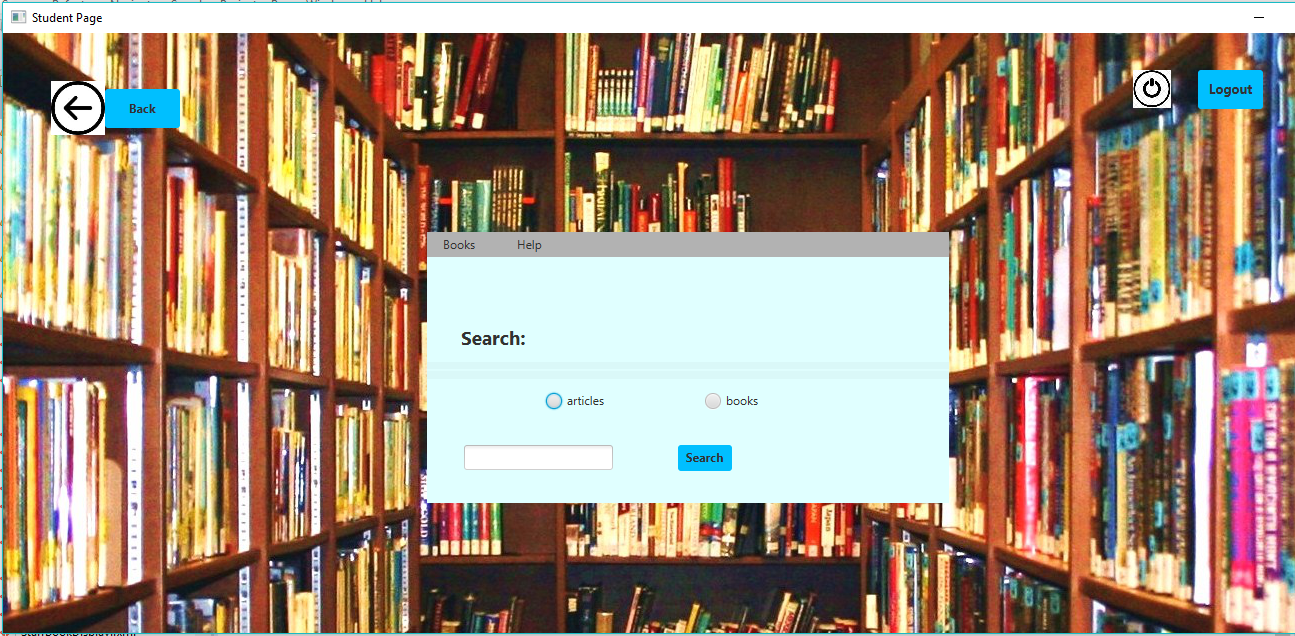 Student Page
Back
Logout
Books Help
Search:
articles books
Search